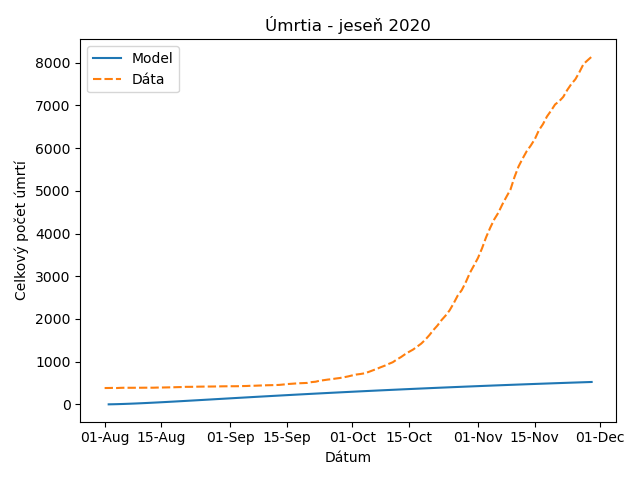 Úmrtia - jeseň 2020
Model
Dáta
Celkový počet úmrtí
8000
7000
6000
5000
4000
3000
2000
1000
0
01-Aug 15-Aug 01-Sep 15-Sep 01-Oct 15-Oct 01-Nov 15-Nov 01-Dec
Dátum